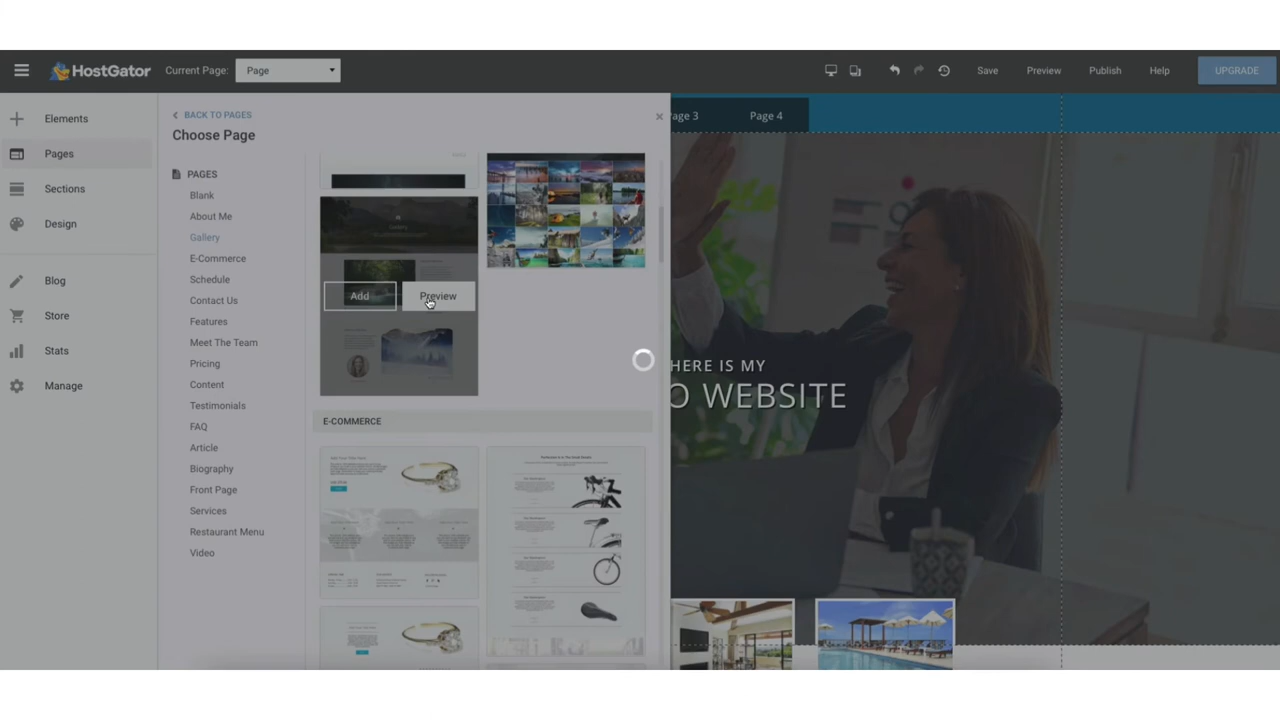 HostGator
Current Page:
Page
Save
Preview
Publish
Help
UPGRADE
Elements
Pages
Sections
Design
Blog
Store
Stats
Manage
BACK TO PAGES
Choose Page
PAGES
Blank
About Me
Gallery
E-Commerce
Schedule
Contact Us
Features
Meet The Team
Pricing
Content
Testimonials
FAQ
Article
Biography
Front Page
Services
Restaurant Menu
Video
Add
Preview
E-COMMERCE
age 3
Page 4
HERE IS MY
O WEBSITE